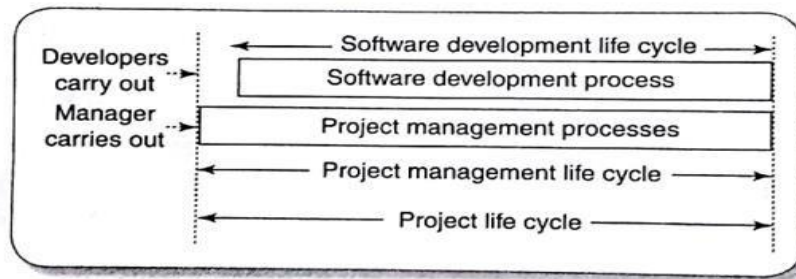 Software development life cycle
Developers
carry out
Software development process
Manager
carries out
Project management processes
Project management life cycle
Project life cycle